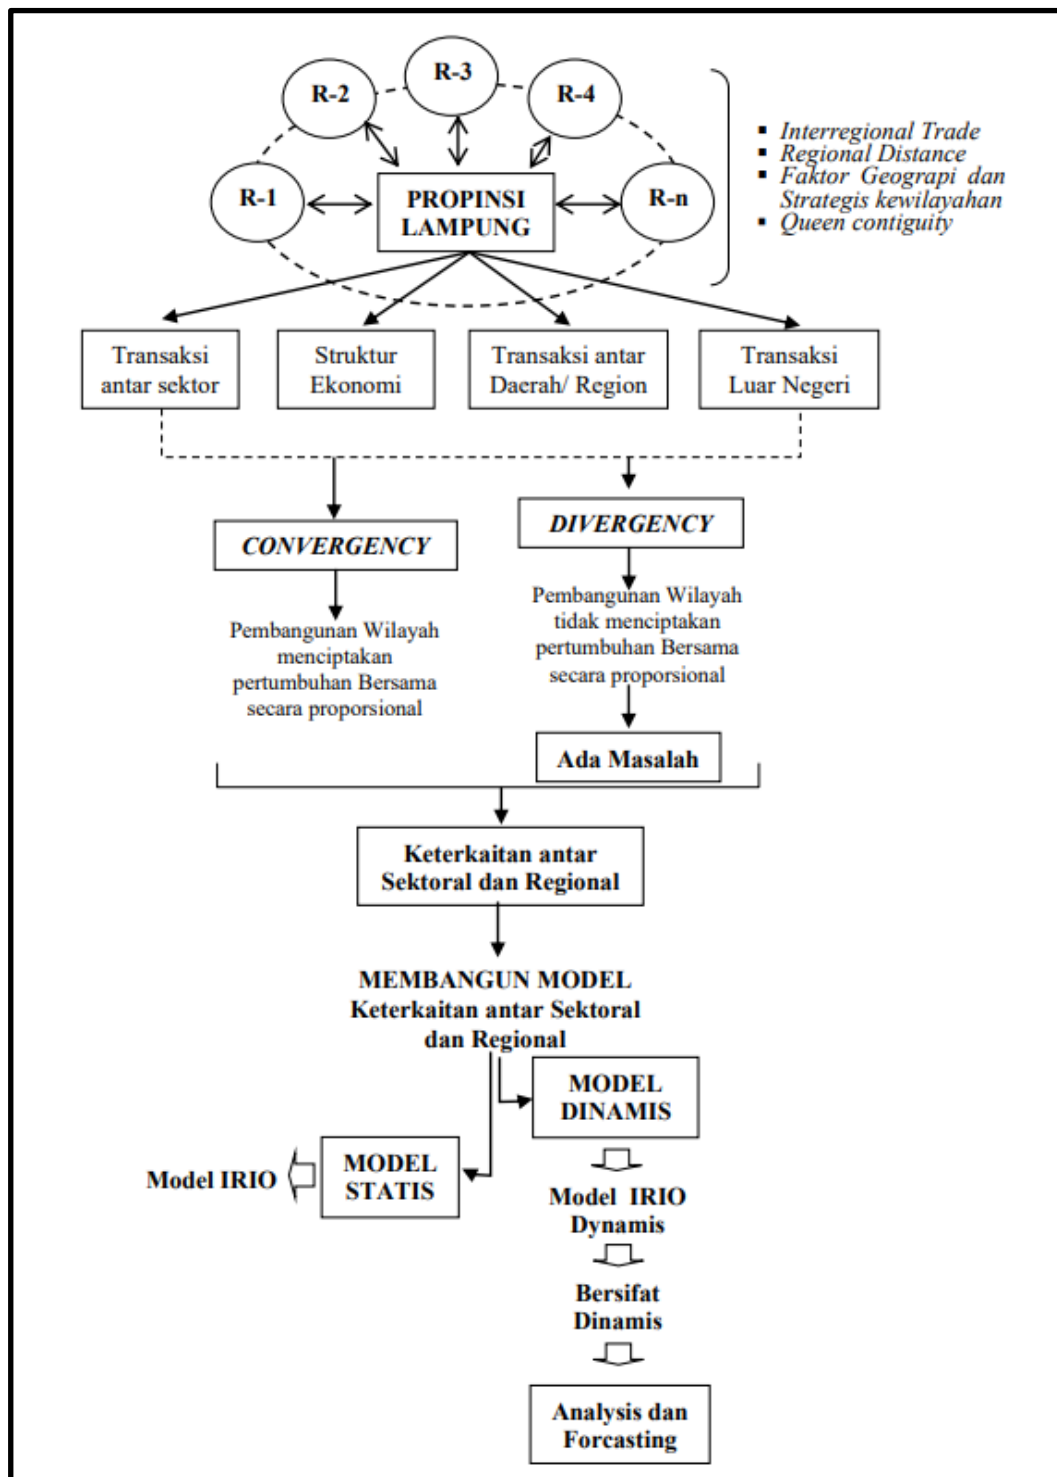 R-3
R-2
R-4
R-1
PROPINSI
LAMPUNG
R-n
▪ Interregional Trade
▪ Regional Distance
▪ Faktor Geograpi dan
Strategis kewilayahan
▪ Queen contiguity
Transaksi
antar sektor
Struktur
Ekonomi
Transaksi antar
Daerah/ Region
Transaksi
Luar Negeri
CONVERGENCY
DIVERGENCY
Pembangunan Wilayah
menciptakan
pertumbuhan Bersama
secara proporsional
Pembangunan Wilayah
tidak menciptakan
pertumbuhan Bersama
secara proporsional
Ada Masalah
Keterkaitan antar
Sektoral dan Regional
MEMBANGUN MODEL
Keterkaitan antar Sektoral
dan Regional
MODEL
DINAMIS
MODEL
STATIS
Model IRIO
Model IRIO
Dynamis
Bersifat
Dinamis
Analysis dan
Forcasting